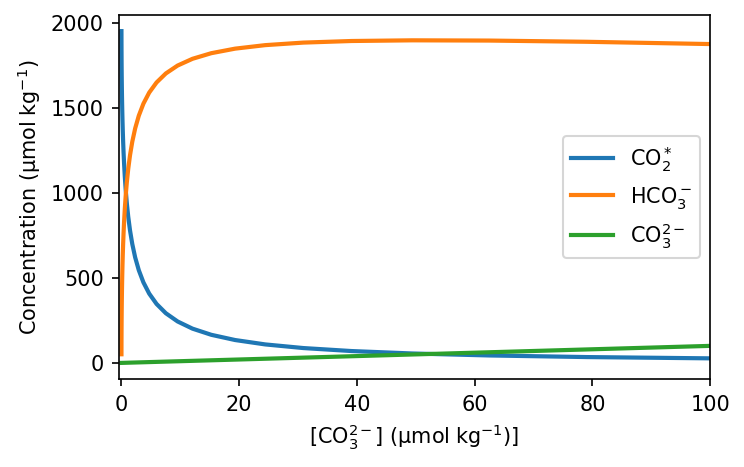 2000
1500
1000
500
0
Concentration (µmol kg⁻¹)
CO₂*
HCO₃⁻
CO₃²⁻
0 20 40 60 80 100
[CO₃²⁻] (µmol kg⁻¹)]